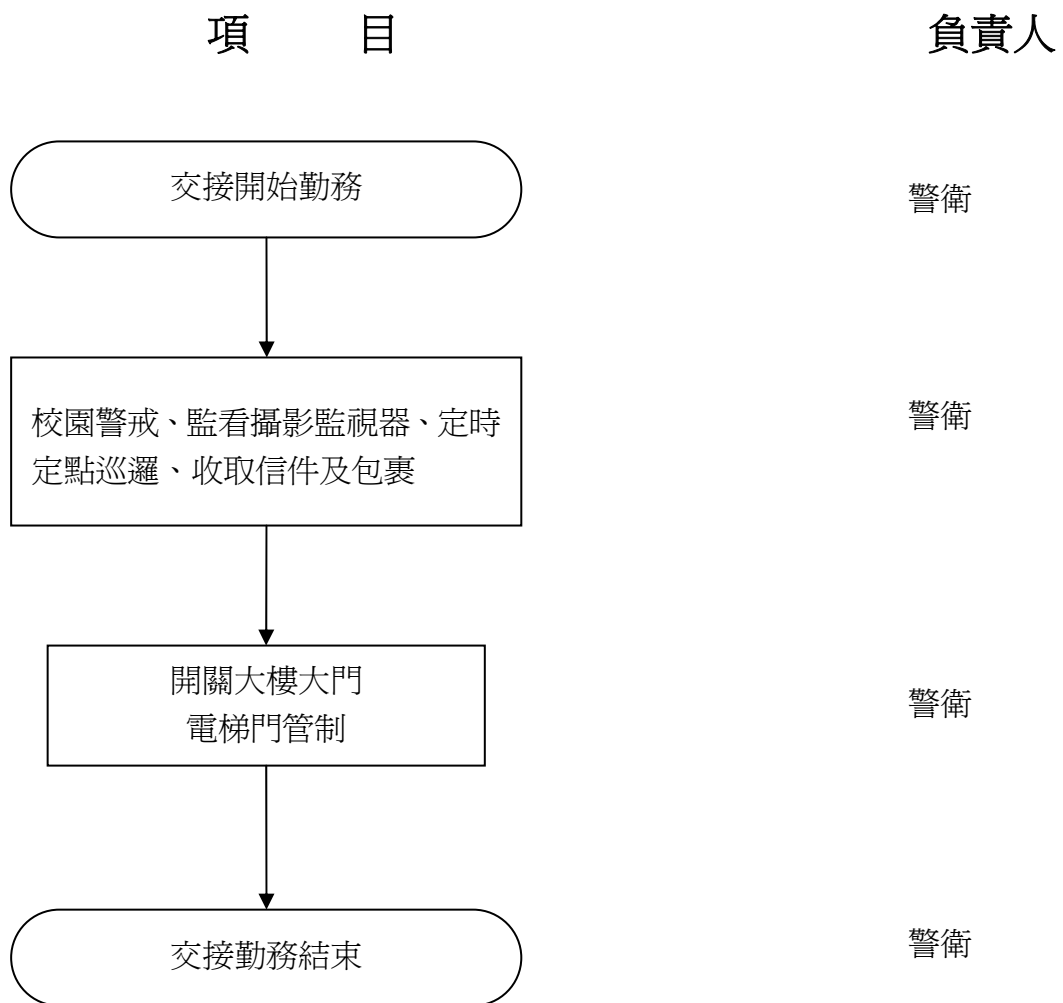 項　　目　　負責人
交接開始勤務　　警衛
校園警戒、監看攝影監視器、定時　　警衛
定點巡邏、收取信件及包裹
開關大樓大門
電梯門管制　　警衛
交接勤務結束　　警衛